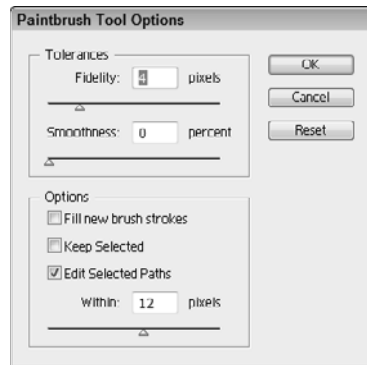 Paintbrush Tool Options
Tolerances
Fidelity: 4 pixels
OK
Cancel
Smoothness: 0 percent
Reset
Options
Fill new brush strokes
Keep Selected
Edit Selected Paths
Within: 12 pixels